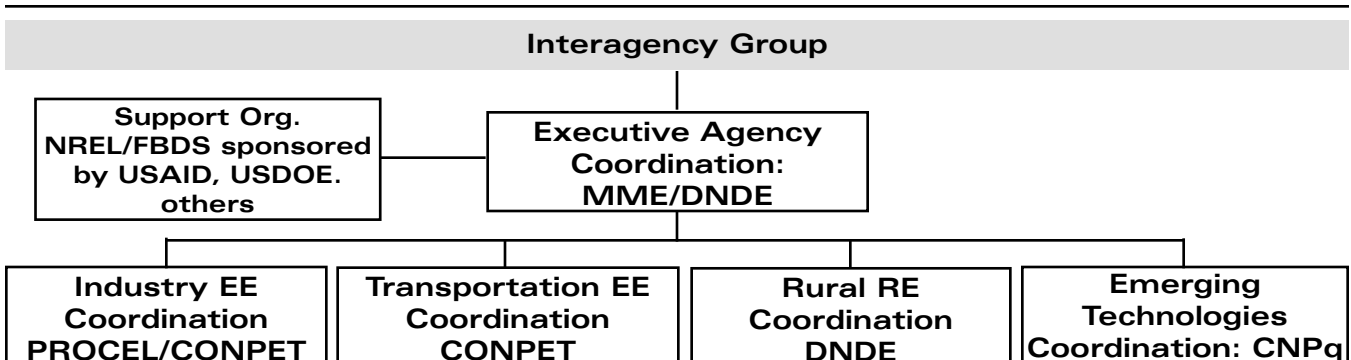 Interagency Group
Support Org.
NREL/FBDS sponsored
by USAID, USDOE.
others
Executive Agency
Coordination:
MME/DNDE
Industry EE
Coordination
PROCEL/CONPET
Transportation EE
Coordination
CONPET
Rural RE
Coordination
DNDE
Emerging
Technologies
Coordination: CNPq